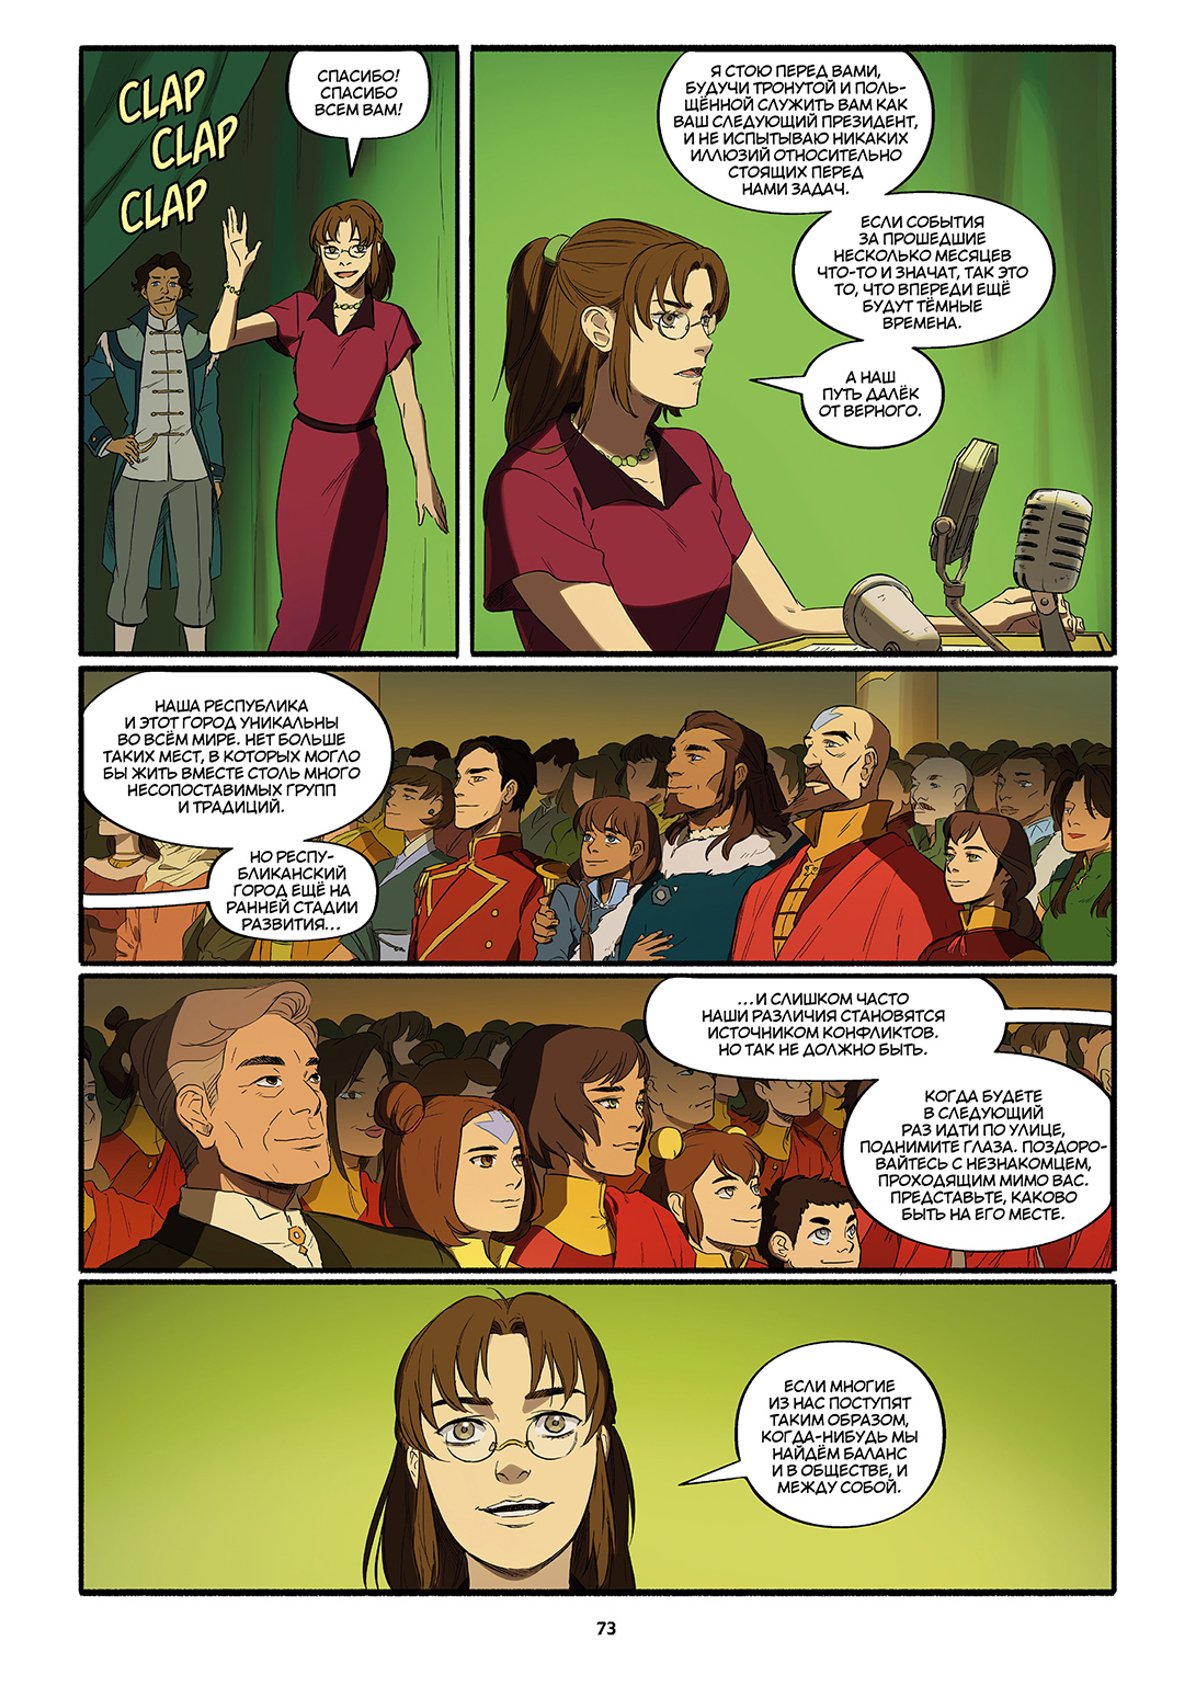 CLAP
CLAP
CLAP
СПАСИБО!
СПАСИБО
ВСЕМ ВАМ!
Я СТОЮ ПЕРЕД ВАМИ,
БУДУЧИ ТРОНУТОЙ И ПОЛЬ-
ЩЁННОЙ СЛУЖИТЬ ВАМ КАК
ВАШ СЛЕДУЮЩИЙ ПРЕЗИДЕНТ,
И НЕ ИСПЫТЫВАЮ НИКАКИХ
ИЛЛЮЗИЙ ОТНОСИТЕЛЬНО
СТОЯЩИХ ПЕРЕД
НАМИ ЗАДАЧ.
ЕСЛИ СОБЫТИЯ
ЗА ПРОШЕДШИЕ
НЕСКОЛЬКО МЕСЯЦЕВ
ЧТО-ТО И ЗНАЧАТ, ТАК ЭТО
ТО, ЧТО ВПЕРЕДИ ЕЩЁ
БУДУТ ТЁМНЫЕ
ВРЕМЕНА.
А НАШ
ПУТЬ ДАЛЁК
ОТ ВЕРНОГО.
НАША РЕСПУБЛИКА
И ЭТОТ ГОРОД УНИКАЛЬНЫ
ВО ВСЁМ МИРЕ. НЕТ БОЛЬШЕ
ТАКИХ МЕСТ, В КОТОРЫХ МОГЛО
БЫ ЖИТЬ ВМЕСТЕ СТОЛЬ МНОГО
НЕСОПОСТАВИМЫХ ГРУПП
И ТРАДИЦИЙ.
НО РЕСПУ-
БЛИКАНСКИЙ
ГОРОД ЕЩЁ НА
РАННЕЙ СТАДИИ
РАЗВИТИЯ...
...И СЛИШКОМ ЧАСТО
НАШИ РАЗЛИЧИЯ СТАНОВЯТСЯ
ИСТОЧНИКОМ КОНФЛИКТОВ.
НО ТАК НЕ ДОЛЖНО БЫТЬ.
КОГДА БУДЕТЕ
В СЛЕДУЮЩИЙ
РАЗ ИДТИ ПО УЛИЦЕ,
ПОДНИМИТЕ ГЛАЗА. ПОЗДОРО-
ВАЙТЕСЬ С НЕЗНАКОМЦЕМ,
ПРОХОДЯЩИМ МИМО ВАС.
ПРЕДСТАВЬТЕ, КАКОВО
БЫТЬ НА ЕГО МЕСТЕ.
ЕСЛИ МНОГИЕ
ИЗ НАС ПОСТУПЯТ
ТАКИМ ОБРАЗОМ,
КОГДА-НИБУДЬ МЫ
НАЙДЁМ БАЛАНС
И В ОБЩЕСТВЕ, И
МЕЖДУ СОБОЙ.
73